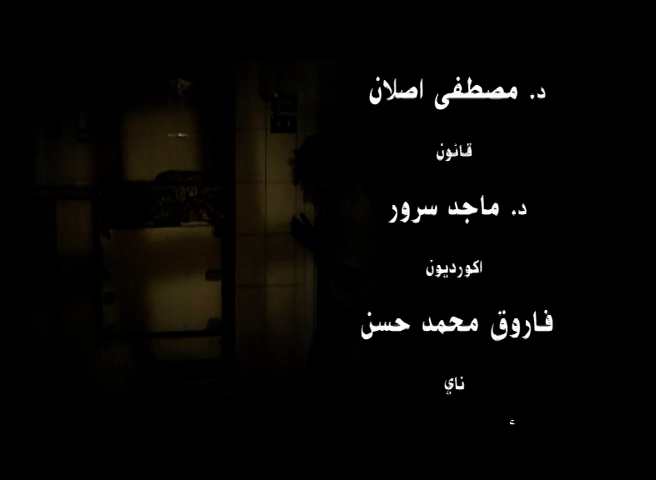 د. مصطفى اصلان
قانون
د. ماجد سرور
اكورديون
فاروق محمد حسن
ناي